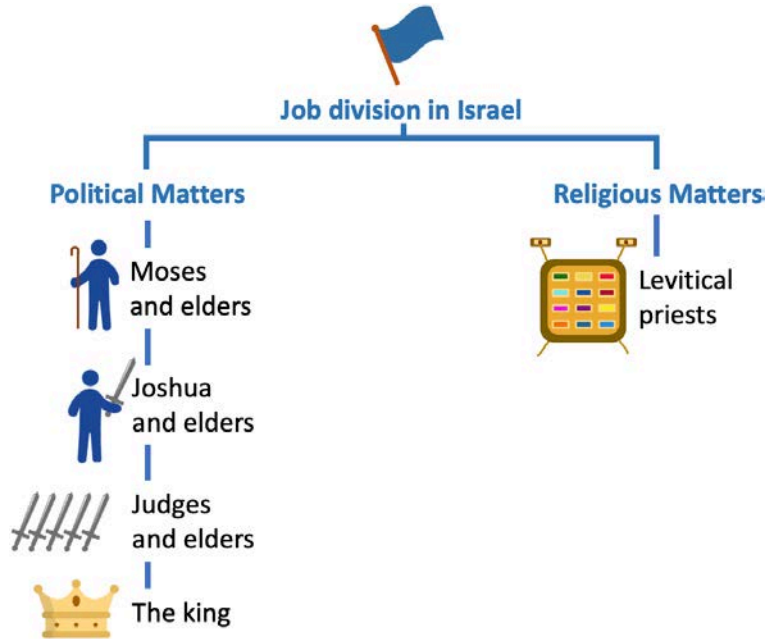 Job division in Israel
Political Matters
Religious Matters
Moses
and elders
Levitical
priests
Joshua
and elders
Judges
and elders
The king